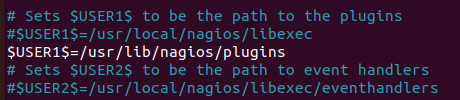 # Sets $USER1$ to be the path to the plugins
#$USER1$=/usr/local/nagios/libexec
$USER1$=/usr/lib/nagios/plugins
# Sets $USER2$ to be the path to event handlers
#$USER2$=/usr/local/nagios/libexec/eventhandlers